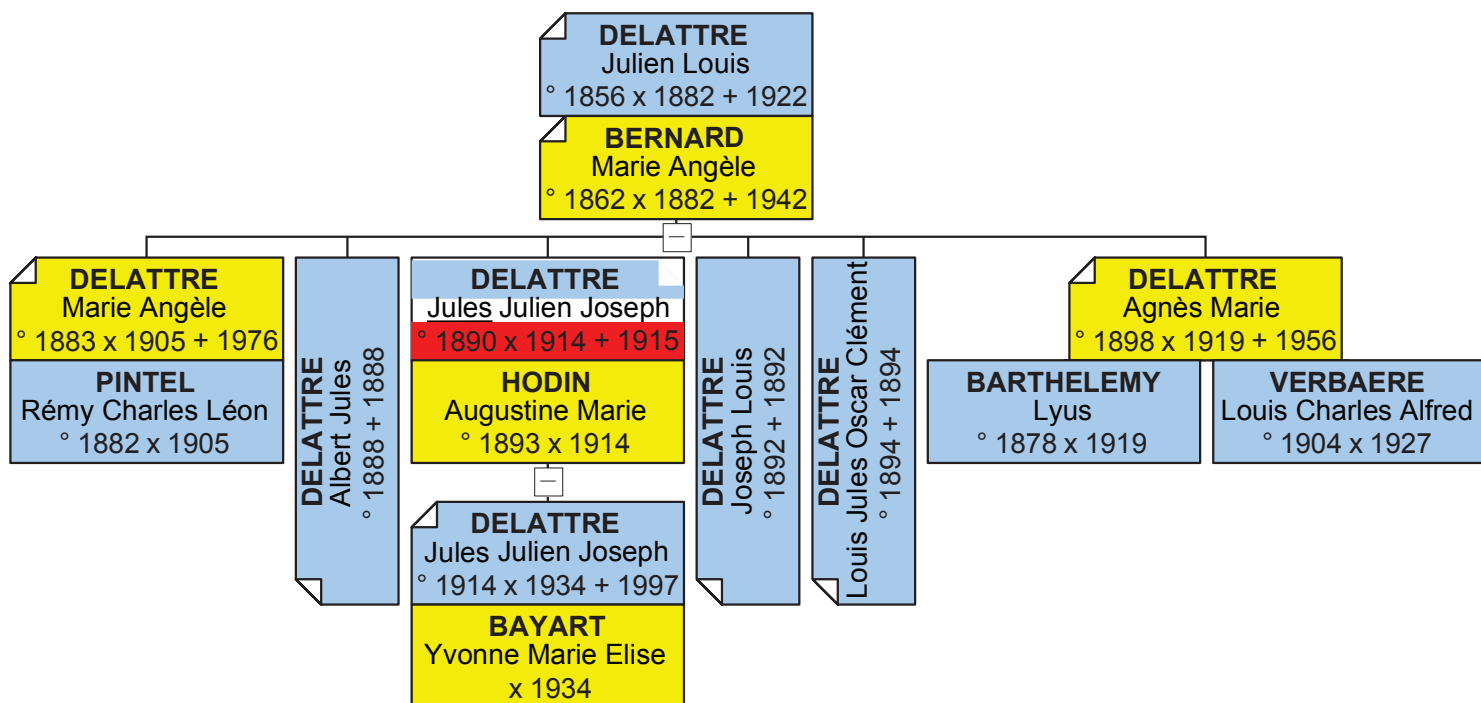 DELATTRE
Julien Louis
° 1856 x 1882 + 1922
BERNARD
Marie Angèle
° 1862 x 1882 + 1942
DELATTRE
Marie Angèle
° 1883 x 1905 + 1976
PINTEL
Rémy Charles Léon
° 1882 x 1905
DELATTRE
Albert Jules
° 1888 + 1888
DELATTRE
Jules Julien Joseph
° 1890 x 1914 + 1915
HODIN
Augustine Marie
° 1893 x 1914
DELATTRE
Jules Julien Joseph
° 1914 x 1934 + 1997
BAYART
Yvonne Marie Elise
x 1934
DELATTRE
Joseph Louis
° 1892 + 1892
DELATTRE
Louis Jules Oscar Clément
° 1894 + 1894
DELATTRE
Agnès Marie
° 1898 x 1919 + 1956
BARTHELEMY
Lyus
° 1878 x 1919
VERBAERE
Louis Charles Alfred
° 1904 x 1927